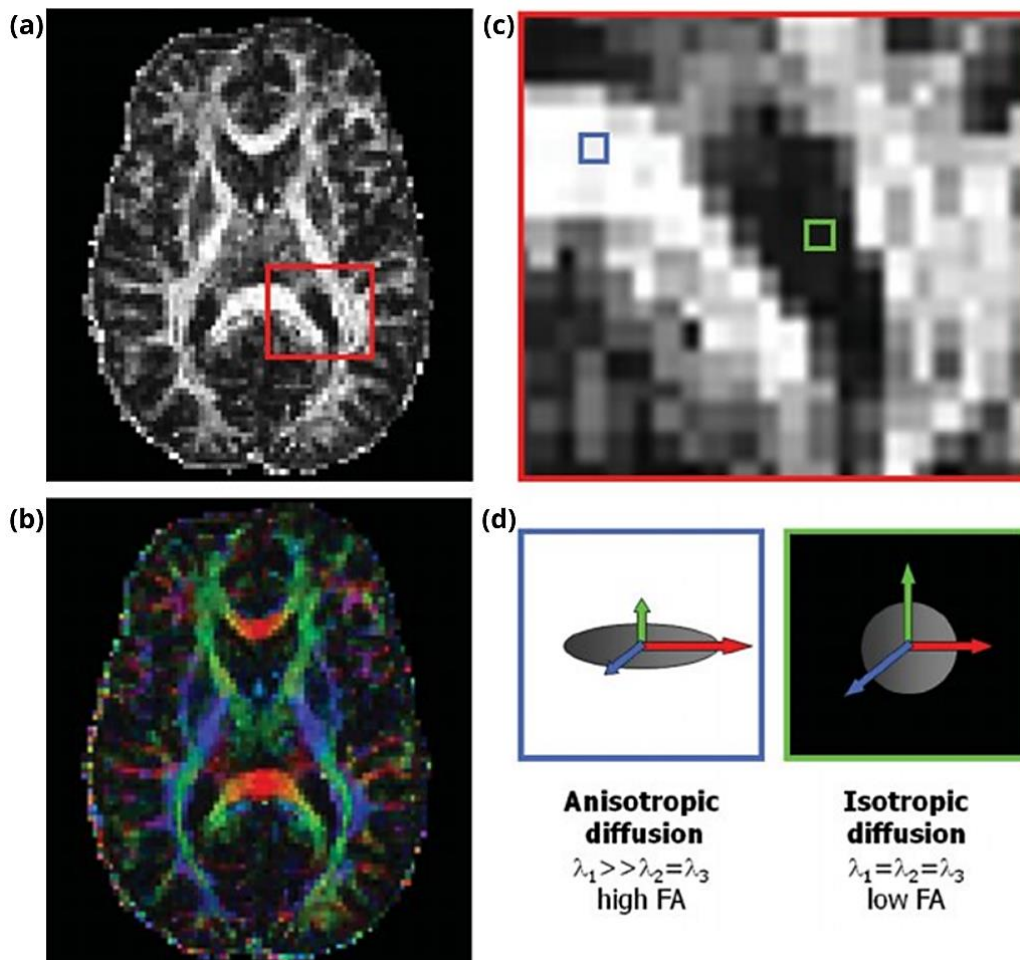 (a)
(c)
(b)
(d)
Anisotropic
diffusion
λ₁>>λ₂=λ₃
high FA
Isotropic
diffusion
λ₁=λ₂=λ₃
low FA